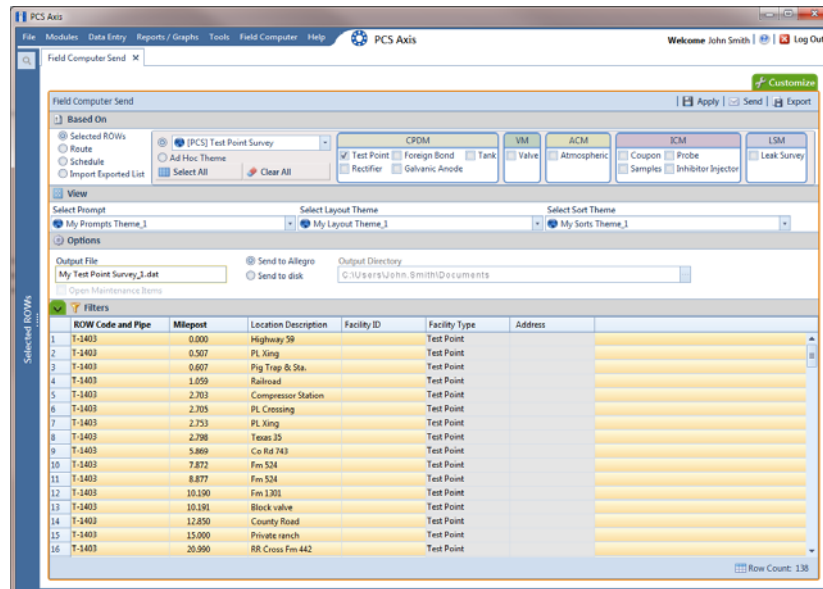 PCS Axis
File Modules Data Entry Reports / Graphs Tools Field Computer Help PCS Axis Welcome John Smith | | Log Out
Field Computer Send
Customize
Field Computer Send | Apply | Send | Export
Based On
Selected ROWs
Route
Schedule
Import Exported List
[PCS] Test Point Survey
Ad Hoc Theme
Select All Clear All
CPDM
Test Point Foreign Bond Tank
Rectifier Galvanic Anode
VM
Valve
ACM
Atmospheric
ICM
Coupon Probe
Samples Inhibitor Injector
LSM
Leak Survey
View
Select Prompt Select Layout Theme Select Sort Theme
My Prompts Theme_1 My Layout Theme_1 My Sorts Theme_1
Options
Output File Send to Allegro Output Directory
My Test Point Survey_1.dat Send to disk C:\Users\John.Smith\Documents
Open Maintenance Items
Selected ROWs
Filters
ROW Code and Pipe Milepost Location Description Facility ID Facility Type Address
1 T-1403 0.000 Highway 59 Test Point
2 T-1403 0.507 PL Xing Test Point
3 T-1403 0.607 Pig Trap & Sta. Test Point
4 T-1403 1.059 Railroad Test Point
5 T-1403 2.703 Compressor Station Test Point
6 T-1403 2.705 PL Crossing Test Point
7 T-1403 2.753 PL Xing Test Point
8 T-1403 2.798 Texas 35 Test Point
9 T-1403 5.869 Co Rd 743 Test Point
10 T-1403 7.872 Fm 524 Test Point
11 T-1403 8.877 Fm 524 Test Point
12 T-1403 10.190 Fm 1301 Test Point
13 T-1403 10.191 Block valve Test Point
14 T-1403 12.850 County Road Test Point
15 T-1403 15.000 Private ranch Test Point
16 T-1403 20.990 RR Cross Fm 442 Test Point
Row Count: 138